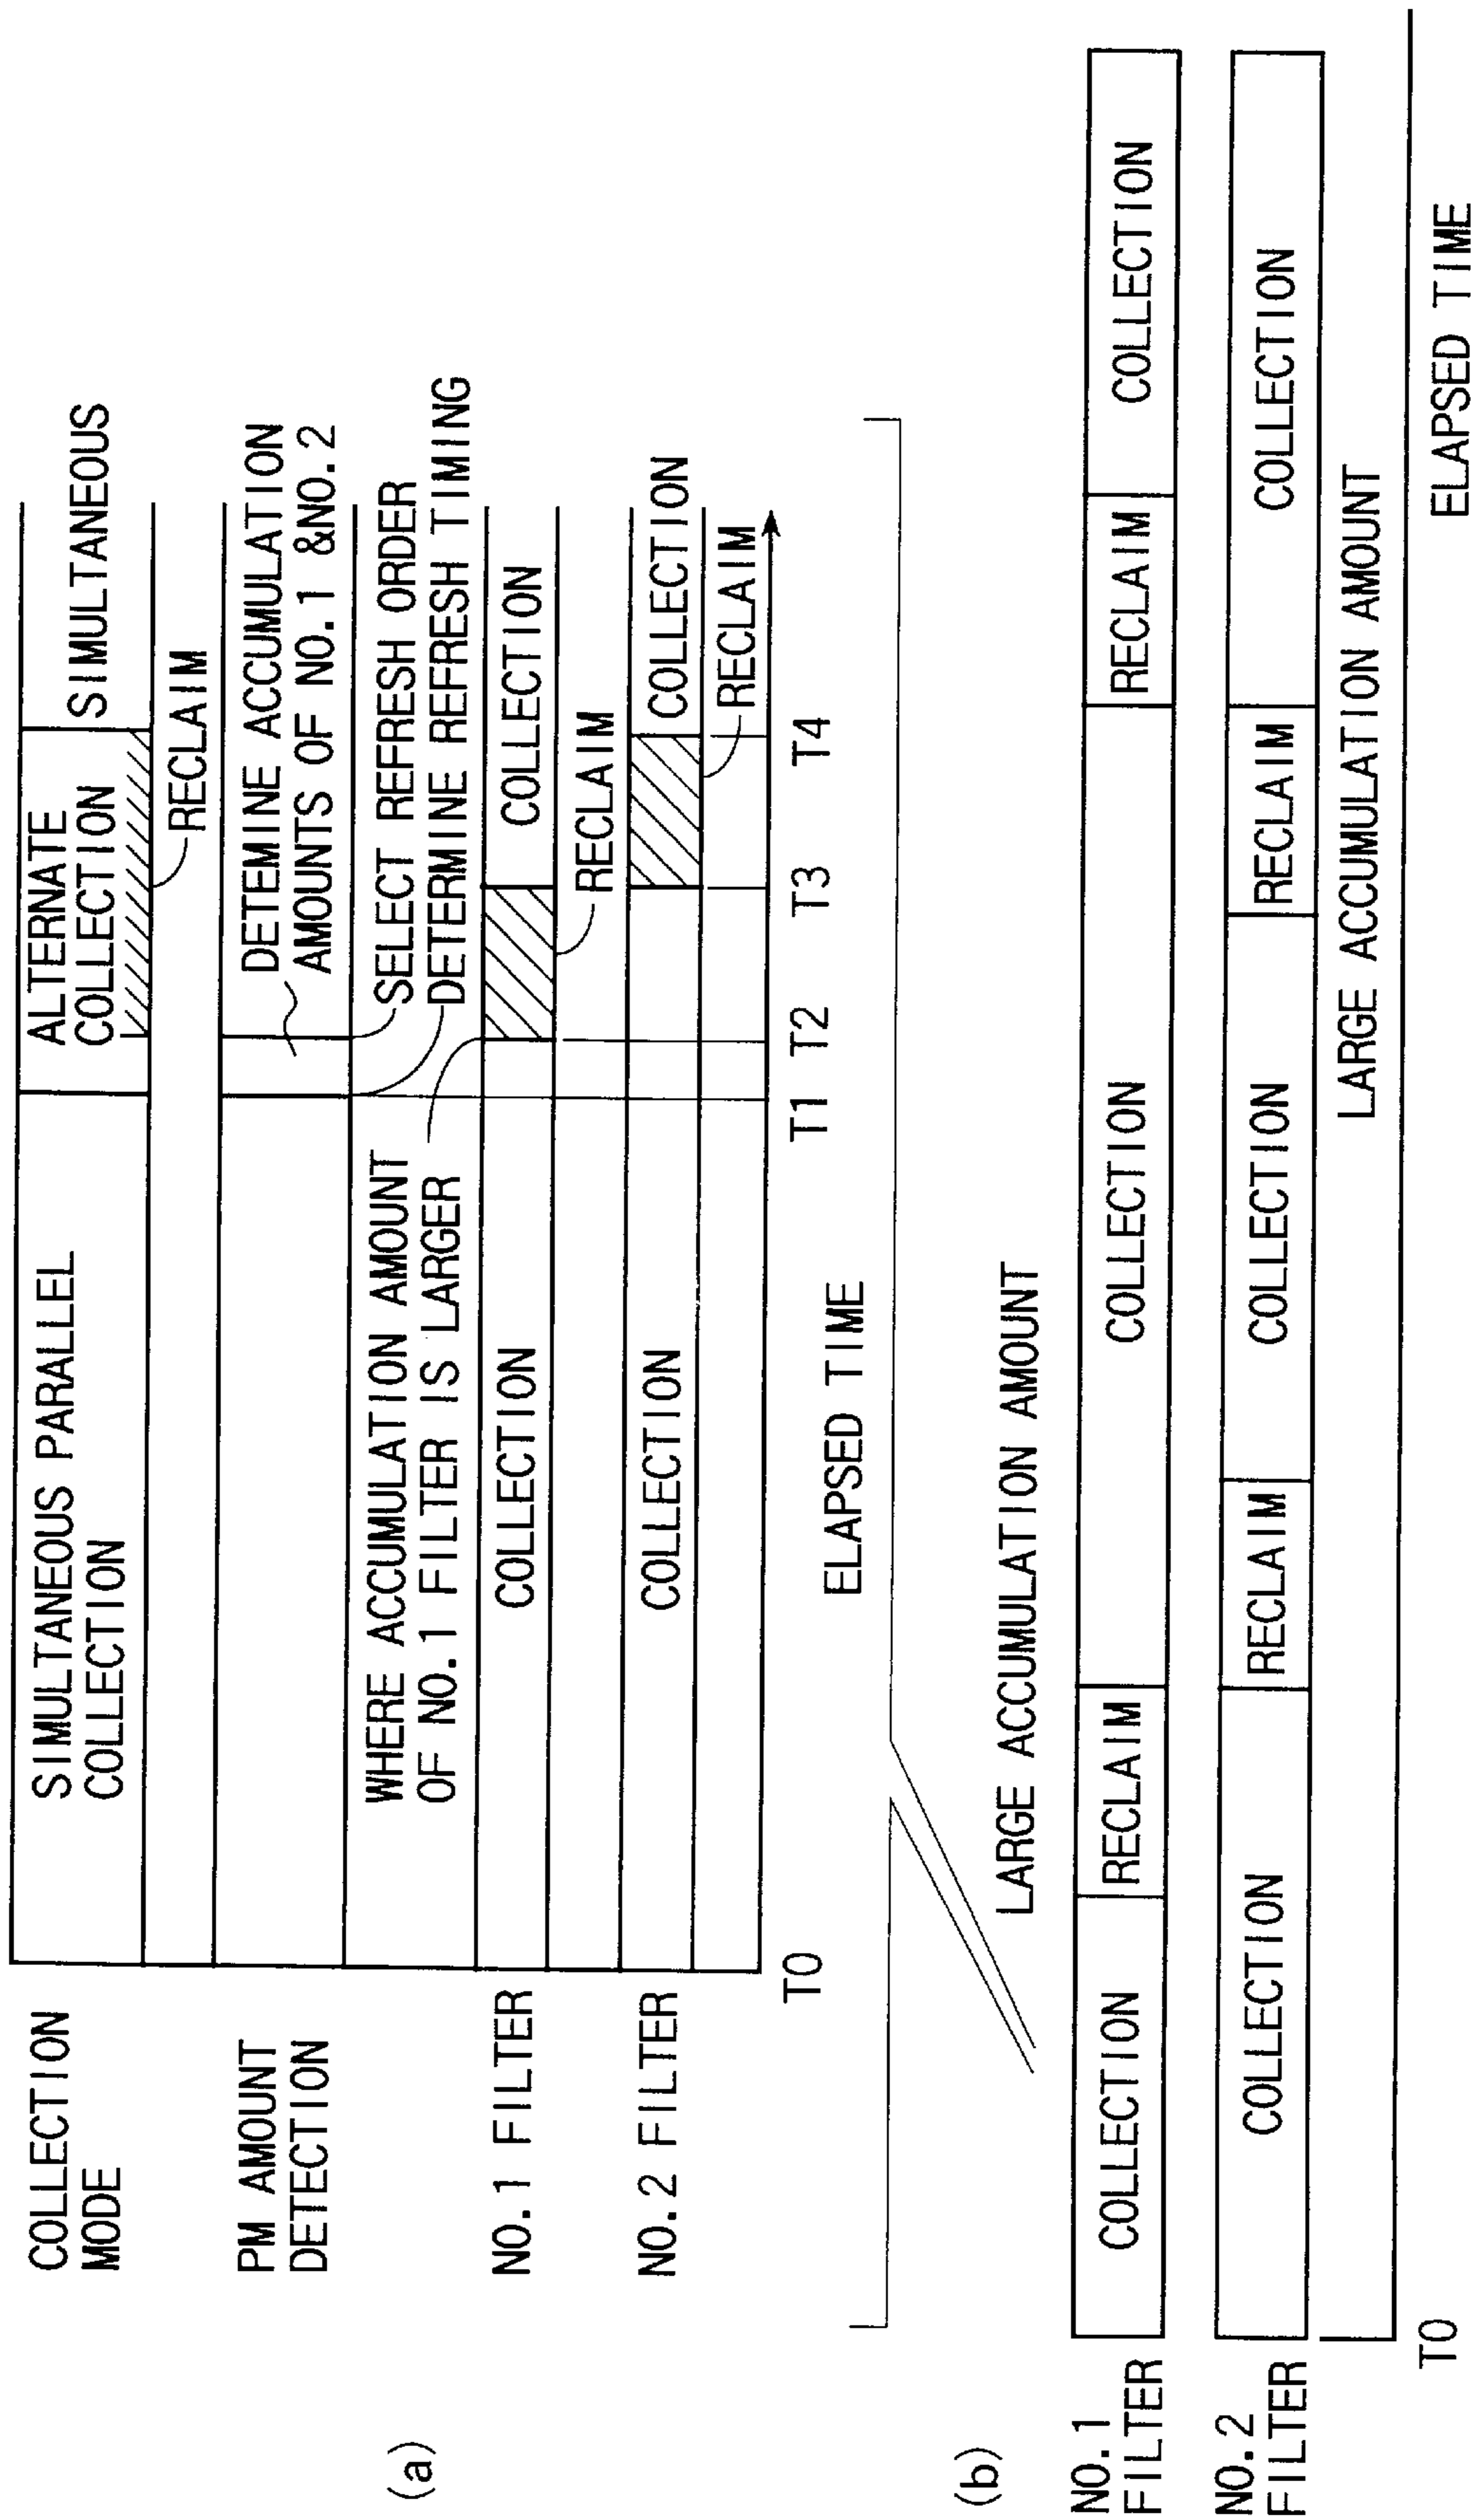 (a)
COLLECTION
MODE
SIMULTANEOUS PARALLEL
COLLECTION
ALTERNATE
COLLECTION
SIMULTANEOUS
RECLAIM
PM AMOUNT
DETECTION
DETEMINE ACCUMULATION
AMOUNTS OF NO.1 &NO.2
SELECT REFRESH ORDER
DETERMINE REFRESH TIMING
WHERE ACCUMULATION AMOUNT
OF NO.1 FILTER IS LARGER
NO.1 FILTER
COLLECTION
COLLECTION
RECLAIM
NO.2 FILTER
COLLECTION
COLLECTION
RECLAIM
T0
T1
T2
T3
T4
ELAPSED TIME
(b)
LARGE ACCUMULATION AMOUNT
NO.1
FILTER
COLLECTION
RECLAIM
COLLECTION
RECLAIM
COLLECTION
NO.2
FILTER
COLLECTION
RECLAIM
COLLECTION
RECLAIM
COLLECTION
LARGE ACCUMULATION AMOUNT
T0
ELAPSED TIME